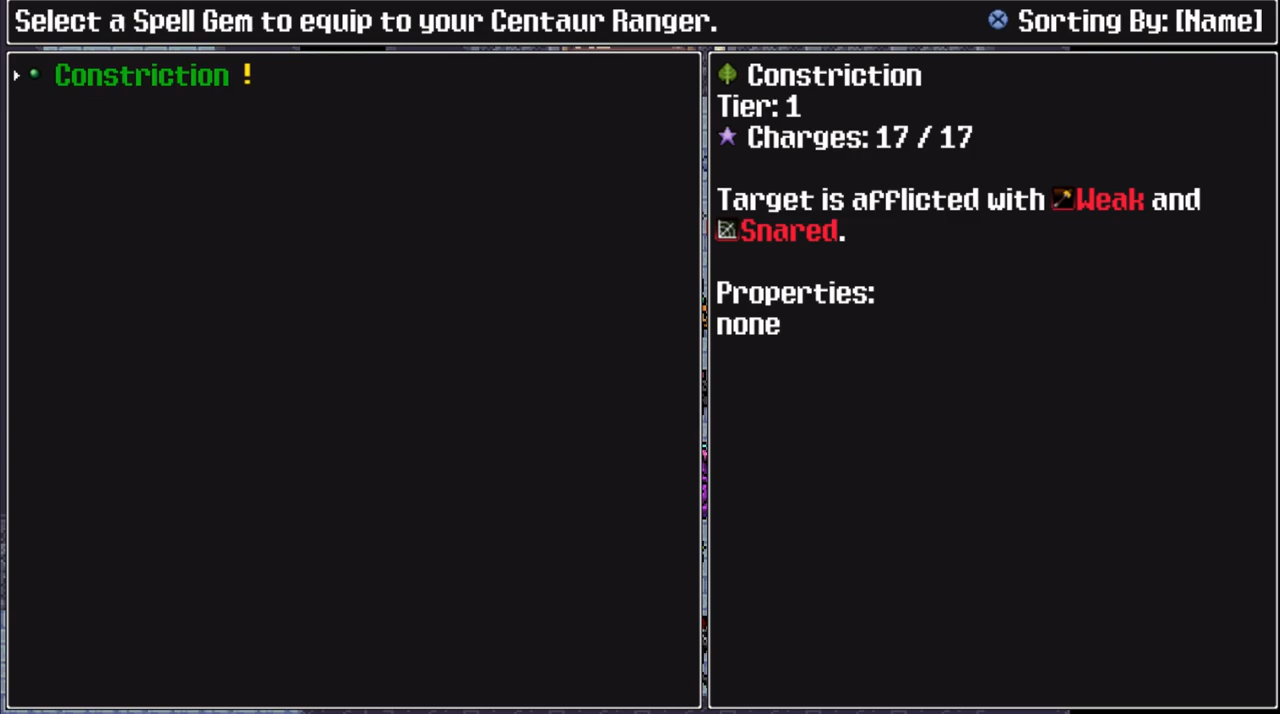 Select a Spell Gem to equip to your Centaur Ranger.
Sorting By: [Name]
Constriction !
Constriction
Tier: 1
Charges: 17 / 17
Target is afflicted with Weak and
Snared.
Properties:
none